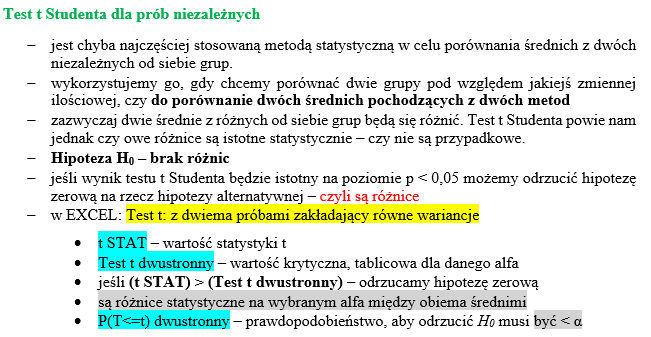 Test t Studenta dla prób niezależnych
– jest chyba najczęściej stosowaną metodą statystyczną w celu porównania średnich z dwóch
niezależnych od siebie grup.
– wykorzystujemy go, gdy chcemy porównać dwie grupy pod względem jakiejś zmiennej
ilościowej, czy do porównanie dwóch średnich pochodzących z dwóch metod
– zazwyczaj dwie średnie z różnych od siebie grup będą się różnić. Test t Studenta powie nam
jednak czy owe różnice są istotne statystycznie – czy nie są przypadkowe.
– Hipoteza H₀ – brak różnic
– jeśli wynik testu t Studenta będzie istotny na poziomie p < 0,05 możemy odrzucić hipotezę
zerową na rzecz hipotezy alternatywnej – czyli są różnice
– w EXCEL: Test t: z dwiema próbami zakładający równe wariancje
• t STAT – wartość statystyki t
• Test t dwustronny – wartość krytyczna, tablicowa dla danego alfa
• jeśli (t STAT) > (Test t dwustronny) – odrzucamy hipotezę zerową
• są różnice statystyczne na wybranym alfa między obiema średnimi
• P(T<=t) dwustronny – prawdopodobieństwo, aby odrzucić H₀ musi być < α